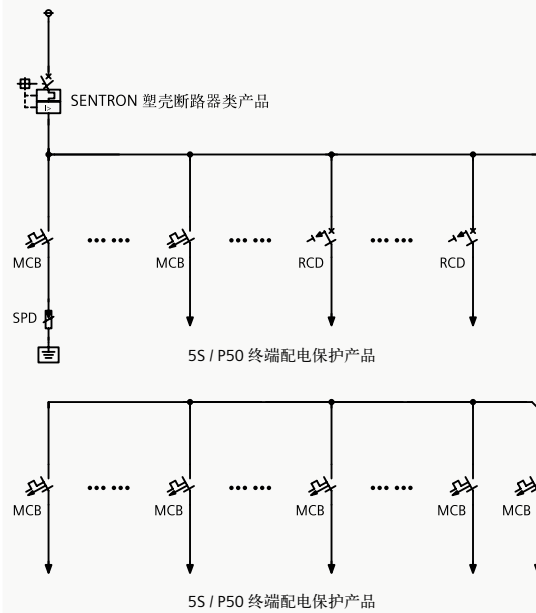 SENTRON 塑壳断路器类产品
I>
MCB MCB RCD RCD
SPD
5S / P50 终端配电保护产品
MCB MCB MCB MCB MCB
5S / P50 终端配电保护产品